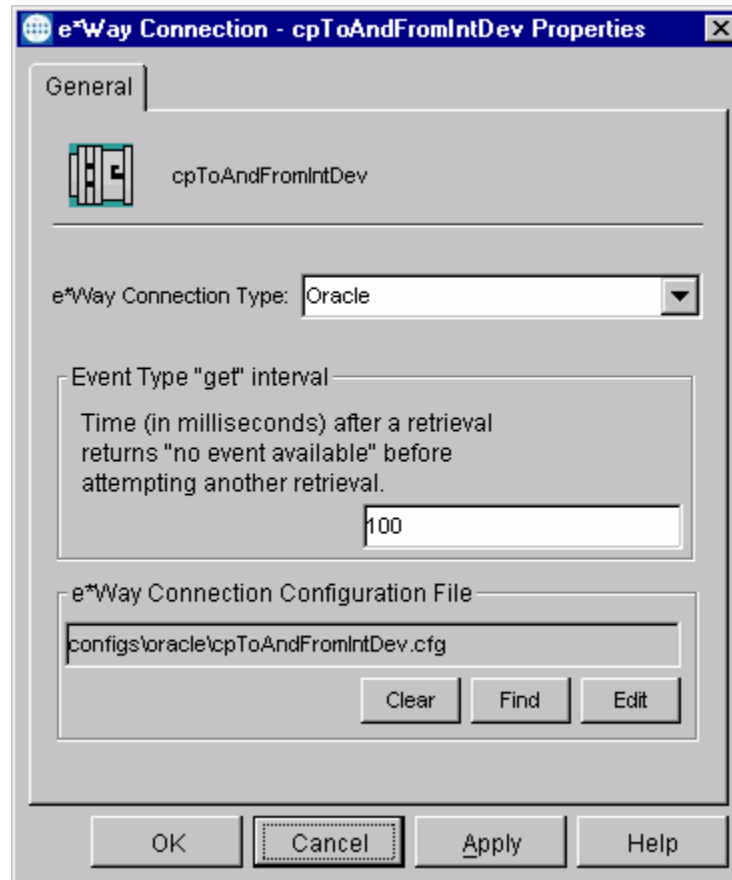 e*Way Connection - cpToAndFromIntDev Properties
General
cpToAndFromIntDev
e*Way Connection Type: Oracle
Event Type "get" interval
Time (in milliseconds) after a retrieval
returns "no event available" before
attempting another retrieval.
100
e*Way Connection Configuration File
configs\oracle\cpToAndFromIntDev.cfg
Clear Find Edit
OK Cancel Apply Help